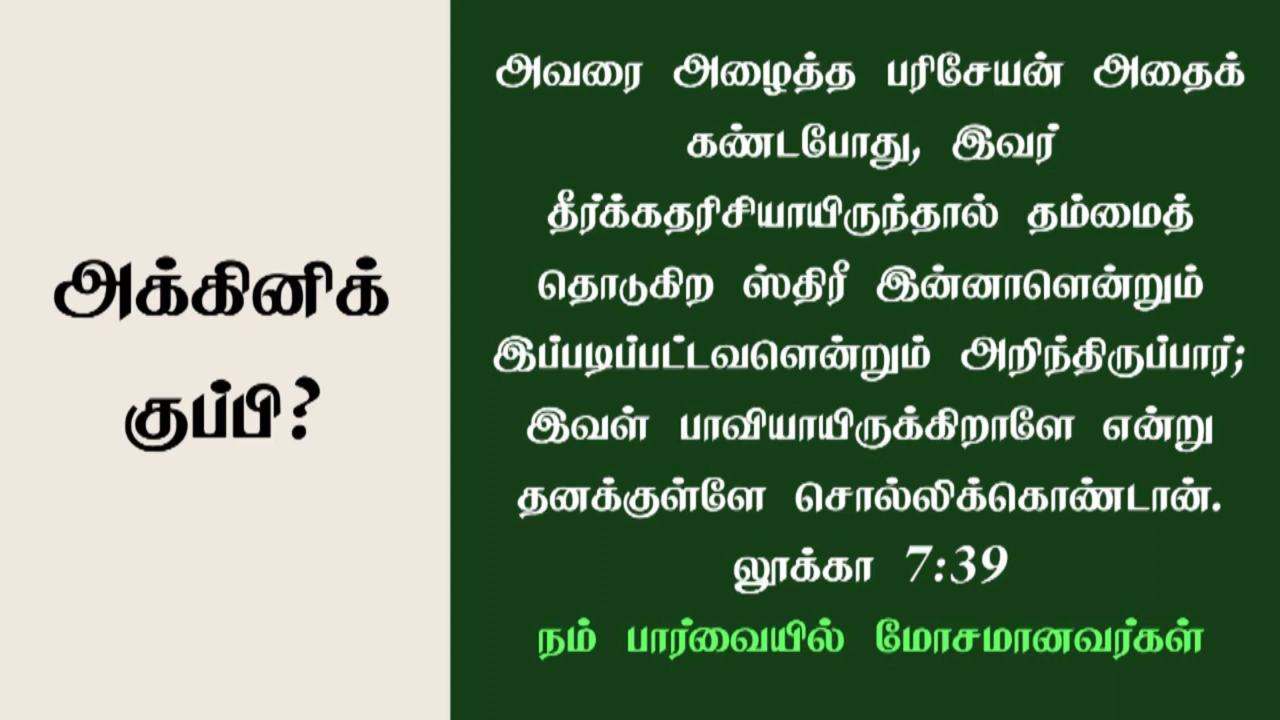 அக்கினிக்
குப்பி?
அவரை அழைத்த பரிசேயன் அதைக்
கண்டபோது, இவர்
தீர்க்கதரிசியாயிருந்தால் தம்மைத்
தொடுகிற ஸ்திரீ இன்னாளென்றும்
இப்படிப்பட்டவளென்றும் அறிந்திருப்பார்;
இவள் பாவியாயிருக்கிறாளே என்று
தனக்குள்ளே சொல்லிக்கொண்டான்.
லூக்கா 7:39
நம் பார்வையில் மோசமானவர்கள்